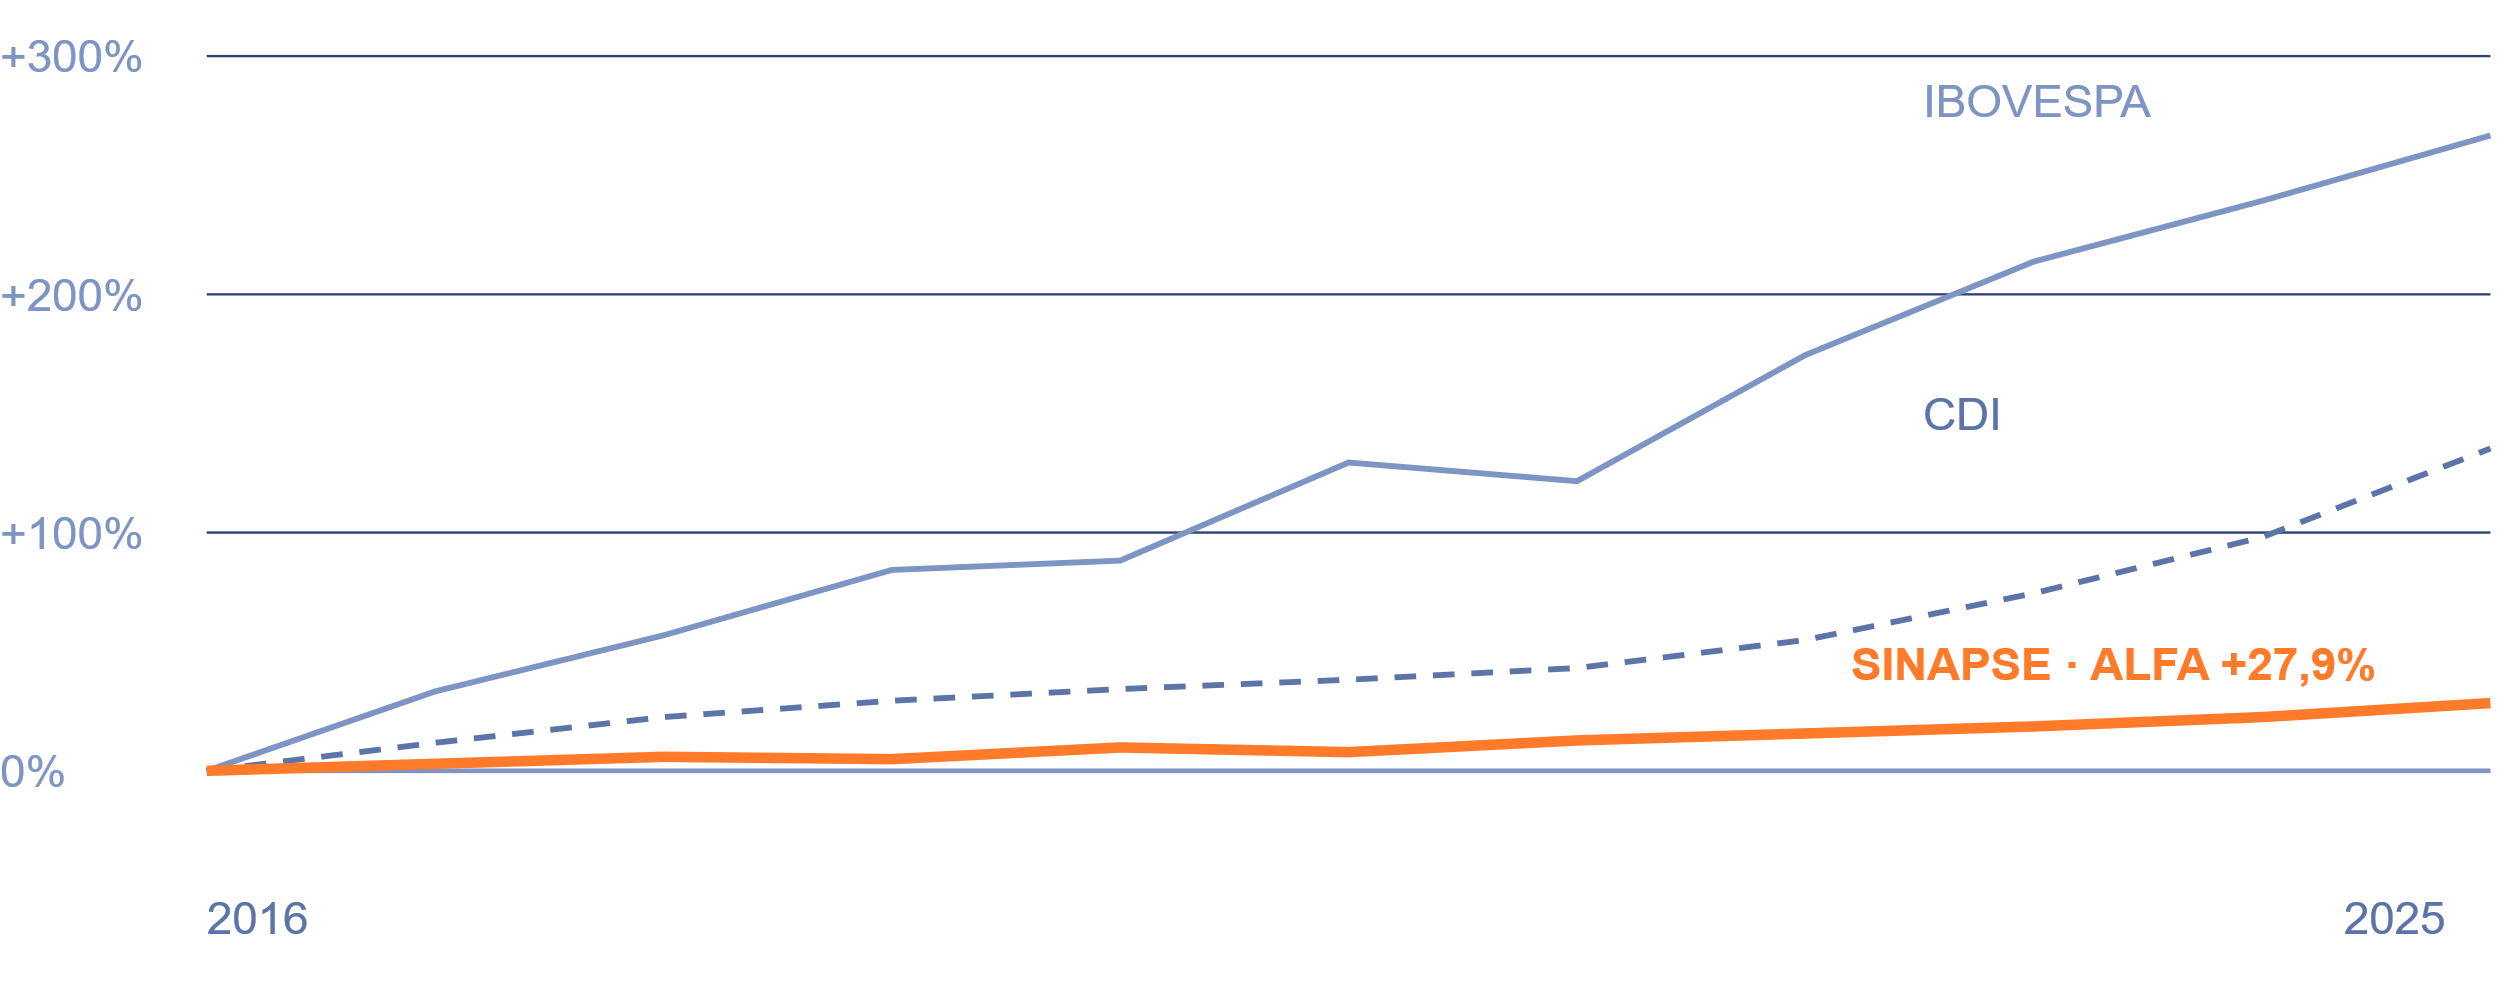 +300%
IBOVESPA
+200%
CDI
+100%
SINAPSE · ALFA +27,9%
0%
2016
2025